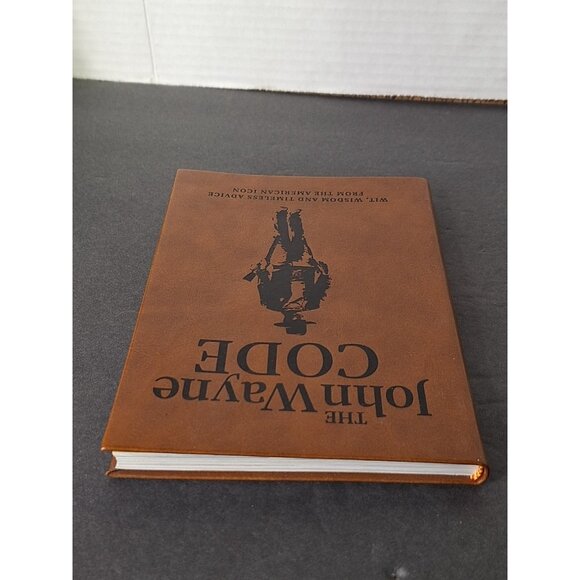 THE
John Wayne
CODE
WIT, WISDOM AND TIMELESS ADVICE
FROM THE AMERICAN ICON